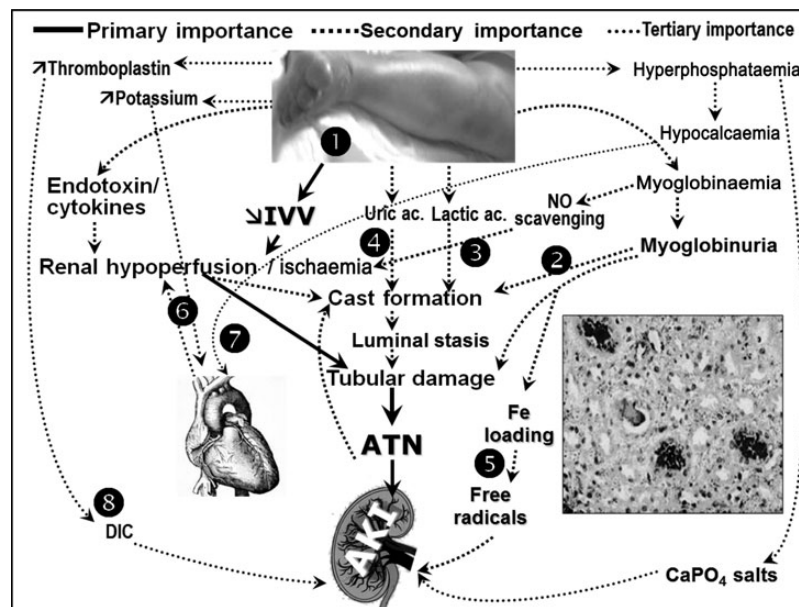 Primary importance Secondary importance Tertiary importance
↗Thromboplastin
Hyperphosphataemia
↗Potassium
Hypocalcaemia
1
Endotoxin/
cytokines
Myoglobinaemia
NO
scavenging
↘IVV
Uric ac. Lactic ac.
4
3
2
Myoglobinuria
Renal hypoperfusion / ischaemia
6
Cast formation
7
Luminal stasis
Tubular damage
Fe
loading
ATN
5
Free
radicals
8
DIC
AKI
CaPO₄ salts